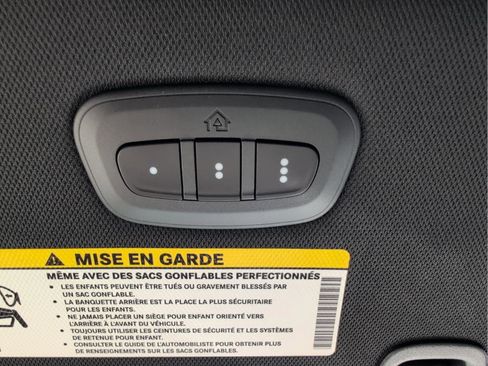 MISE EN GARDE
MÊME AVEC DES SACS GONFLABLES PERFECTIONNÉS
• LES ENFANTS PEUVENT ÊTRE TUÉS OU GRAVEMENT BLESSÉS PAR
UN SAC GONFLABLE.
• LA BANQUETTE ARRIÈRE EST LA PLACE LA PLUS SÉCURITAIRE
POUR LES ENFANTS.
• NE JAMAIS PLACER UN SIÈGE POUR ENFANT ORIENTÉ VERS
L'ARRIÈRE À L'AVANT DU VÉHICULE.
• TOUJOURS UTILISER LES CEINTURES DE SÉCURITÉ ET LES SYSTÈMES
DE RETENUE POUR ENFANT.
• CONSULTER LE GUIDE DE L'AUTOMOBILISTE POUR OBTENIR PLUS
DE RENSEIGNEMENTS SUR LES SACS GONFLABLES.